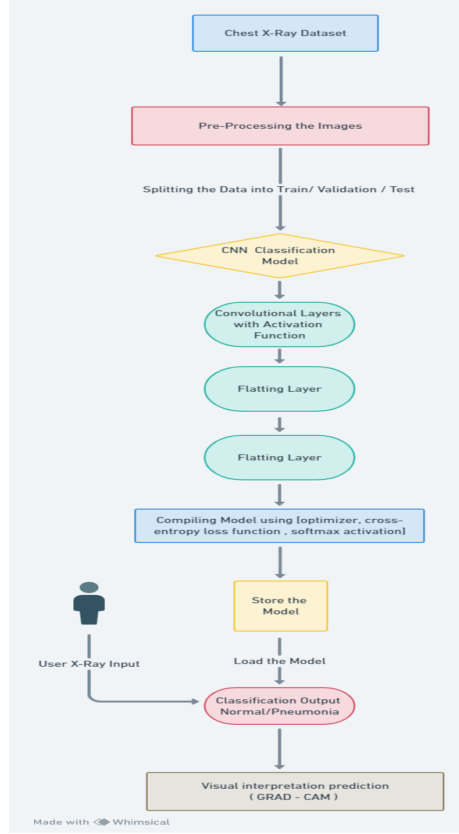 Chest X-Ray Dataset
Pre-Processing the Images
Splitting the Data into Train/ Validation / Test
CNN Classification
Model
Convolutional Layers
with Activation
Function
Flatting Layer
Flatting Layer
Compiling Model using [optimizer, cross-
entropy loss function , softmax activation]
Store the
Model
User X-Ray Input
Load the Model
Classification Output
Normal/Pneumonia
Visual interpretation prediction
( GRAD - CAM )
Made with Whimsical